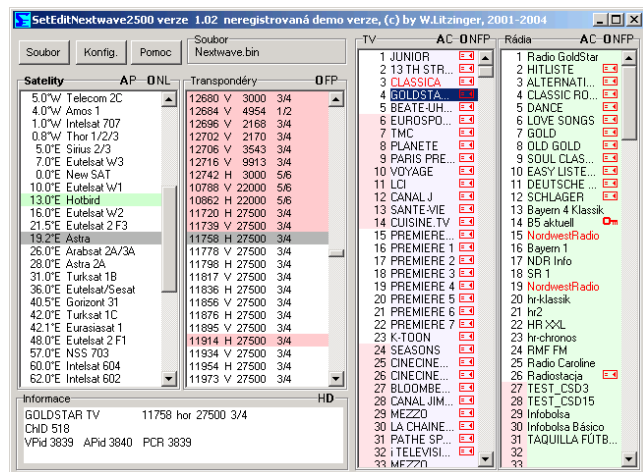 SetEditNextwave2500 verze 1.02 neregistrovaná demo verze, (c) by W.Litzinger, 2001-2004
Soubor
Konfig.
Pomoc
Soubor
Nextwave.bin
Satelity AP ONL
5.0°W Telecom 2C
4.0°W Amos 1
1.0°W Intelsat 707
0.8°W Thor 1/2/3
5.0°E Sirius 2/3
7.0°E Eutelsat W3
0.0°E New SAT
10.0°E Eutelsat W1
13.0°E Hotbird
16.0°E Eutelsat W2
21.5°E Eutelsat 2 F3
19.2°E Astra
26.0°E Arabsat 2A/3A
28.0°E Astra 2A
31.0°E Turksat 1B
36.0°E Eutelsat/Sesat
40.5°E Gorizont 31
42.0°E Turksat 1C
42.1°E Eurasiasat 1
48.0°E Eutelsat 2 F1
57.0°E NSS 703
60.0°E Intelsat 604
62.0°E Intelsat 602
Transpondéry OFP
12680 V 3000 3/4
12684 V 4954 1/2
12696 V 2168 3/4
12702 V 2170 3/4
12706 V 3543 3/4
12716 V 9913 3/4
12742 H 3000 5/6
10788 V 22000 5/6
10862 H 22000 5/6
11720 H 27500 3/4
11739 V 27500 3/4
11758 H 27500 3/4
11778 V 27500 3/4
11798 H 27500 3/4
11817 V 27500 3/4
11836 H 27500 3/4
11856 V 27500 3/4
11876 H 27500 3/4
11895 V 27500 3/4
11914 H 27500 3/4
11934 V 27500 3/4
11954 H 27500 3/4
11973 V 27500 3/4
Informace HD
GOLDSTAR TV 11758 hor 27500 3/4
ChID 518
VPid 3839 APid 3840 PCR 3839
TV AC ONFP
1 JUNIOR
2 13 TH STR...
3 CLASSICA
4 GOLDSTA...
5 BEATE-UH...
6 EUROSPO...
7 TMC
8 PLANETE
9 PARIS PRE...
10 VOYAGE
11 LCI
12 CANAL J
13 SANTE-VIE
14 CUISINE.TV
15 PREMIERE...
16 PREMIERE 1
17 PREMIERE 2
18 PREMIERE 3
19 PREMIERE 4
20 PREMIERE 5
21 PREMIERE 6
22 PREMIERE 7
23 K-TOON
24 SEASONS
25 CINECINE...
26 CINECINE...
27 BLOOMBE...
28 CANAL JIM...
29 MEZZO
30 LA CHAINE...
31 PATHE SP...
32 i TELEVISI...
33 MEZZO
Rádia AC ONFP
1 Radio GoldStar
2 HITLISTE
3 ALTERNATI...
4 CLASSIC RO...
5 DANCE
6 LOVE SONGS
7 GOLD
8 OLD GOLD
9 SOUL CLAS...
10 EASY LISTE...
11 DEUTSCHE ...
12 SCHLAGER
13 Bayern 4 Klassik
14 B5 aktuell
15 NordwestRadio
16 Bayern 1
17 NDR Info
18 SR 1
19 NordwestRadio
20 hr-klassik
21 hr2
22 HR XXL
23 hr-chronos
24 RMF FM
25 Radio Caroline
26 Radiostacja
27 TEST_CSD3
28 TEST_CSD15
29 Infobolsa
30 Infobolsa Básico
31 TAQUILLA FÚTB...
32
33